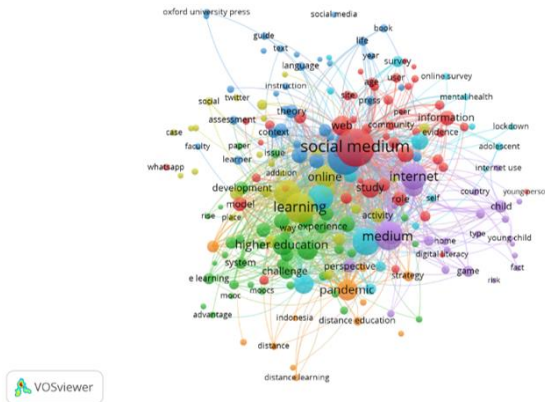 oxford university press
social media
book
guide
life
text
year
language
survey
instruction
age
user
online survey
site
press
social
twitter
mental health
theory
peer
assessment
web
community
information
case
context
evidence
lockdown
faculty
paper
issue
social medium
adolescent
learner
whatsapp
addition
online
internet
internet use
development
study
country
model
role
self
learning
child
rise
place
activity
way
experience
type
young child
higher education
medium
name
digital literacy
system
perspective
fact
challenge
strategy
game
e learning
risk
mooc
moocs
pandemic
advantage
indonesia
distance education
distance
distance learning
VOSviewer